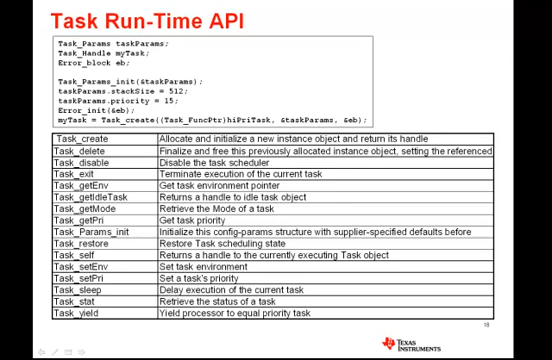 Task Run-Time API
Task_Params taskParams;
Task_Handle myTask;
Error_block eb;
Task_Params_init(&taskParams);
taskParams.stackSize = 512;
taskParams.priority = 15;
Error_init(&eb);
myTask = Task_create((Task_FuncPtr)hiPriTask, &taskParams, &eb);
Task_create Allocate and initialize a new instance object and return its handle
Task_delete Finalize and free this previously allocated instance object, setting the referenced
Task_disable Disable the task scheduler
Task_exit Terminate execution of the current task
Task_getEnv Get task environment pointer
Task_getIdleTask Returns a handle to idle task object
Task_getMode Retrieve the Mode of a task
Task_getPri Get task priority
Task_Params_init Initialize this config-params structure with supplier-specified defaults before
Task_restore Restore Task scheduling state
Task_self Returns a handle to the currently executing Task object
Task_setEnv Set task environment
Task_setPri Set a task's priority
Task_sleep Delay execution of the current task
Task_stat Retrieve the status of a task
Task_yield Yield processor to equal priority task
18
TEXAS
INSTRUMENTS